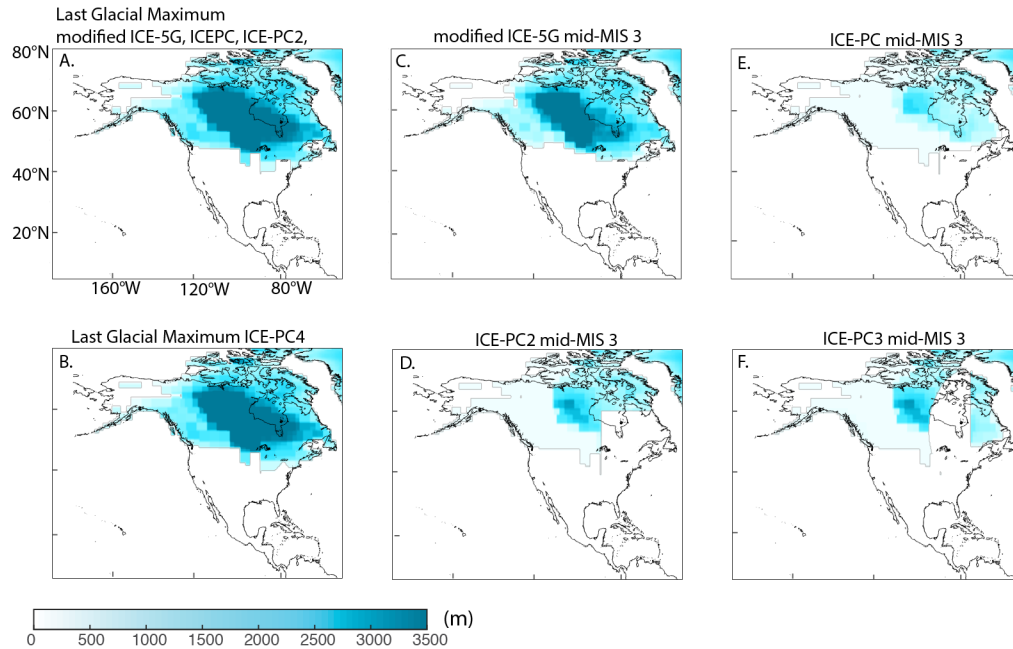 Last Glacial Maximum
modified ICE-5G, ICEPC, ICE-PC2,
modified ICE-5G mid-MIS 3
ICE-PC mid-MIS 3
80°N
A.
C.
E.
60°N
40°N
20°N
160°W
120°W
80°W
Last Glacial Maximum ICE-PC4
ICE-PC2 mid-MIS 3
ICE-PC3 mid-MIS 3
B.
D.
F.
(m)
0 500 1000 1500 2000 2500 3000 3500